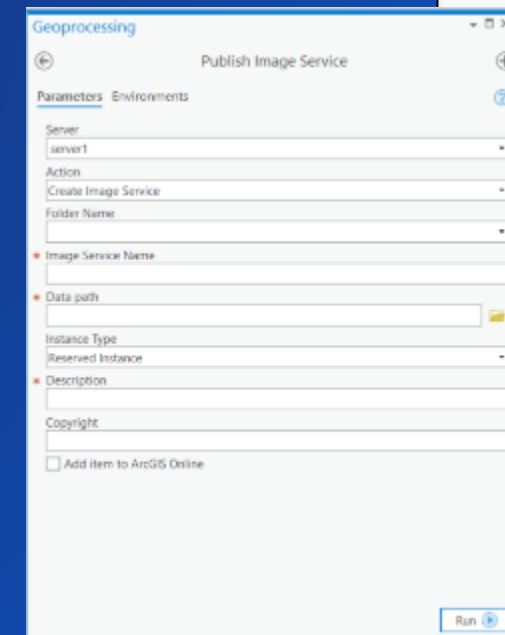 Geoprocessing
Publish Image Service
Parameters Environments
Server
server1
Action
Create Image Service
Folder Name
* Image Service Name
* Data path
Instance Type
Reserved Instance
* Description
Copyright
Add item to ArcGIS Online
Run